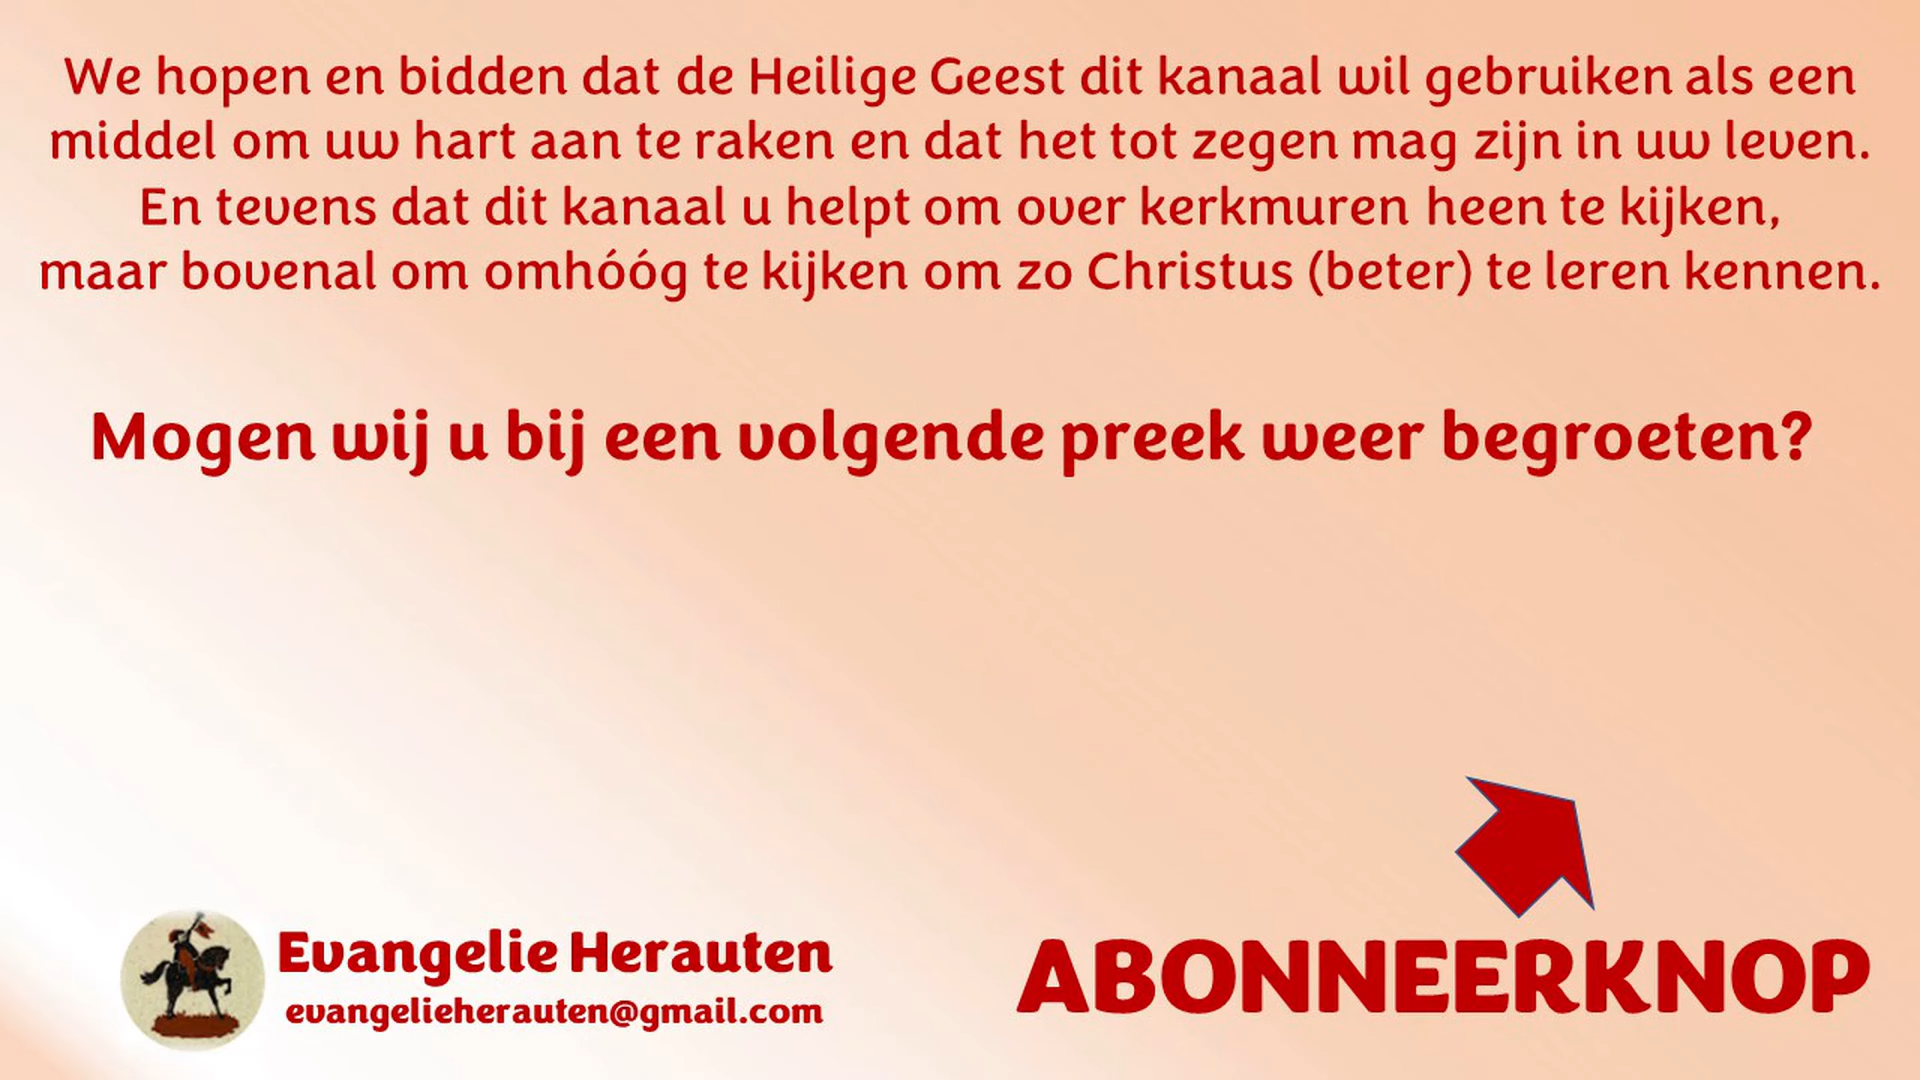 We hopen en bidden dat de Heilige Geest dit kanaal wil gebruiken als een
middel om uw hart aan te raken en dat het tot zegen mag zijn in uw leven.
En tevens dat dit kanaal u helpt om over kerkmuren heen te kijken,
maar bovenal om omhóóg te kijken om zo Christus (beter) te leren kennen.
Mogen wij u bij een volgende preek weer begroeten?
Evangelie Herauten
evangelieherauten@gmail.com
ABONNEERKNOP